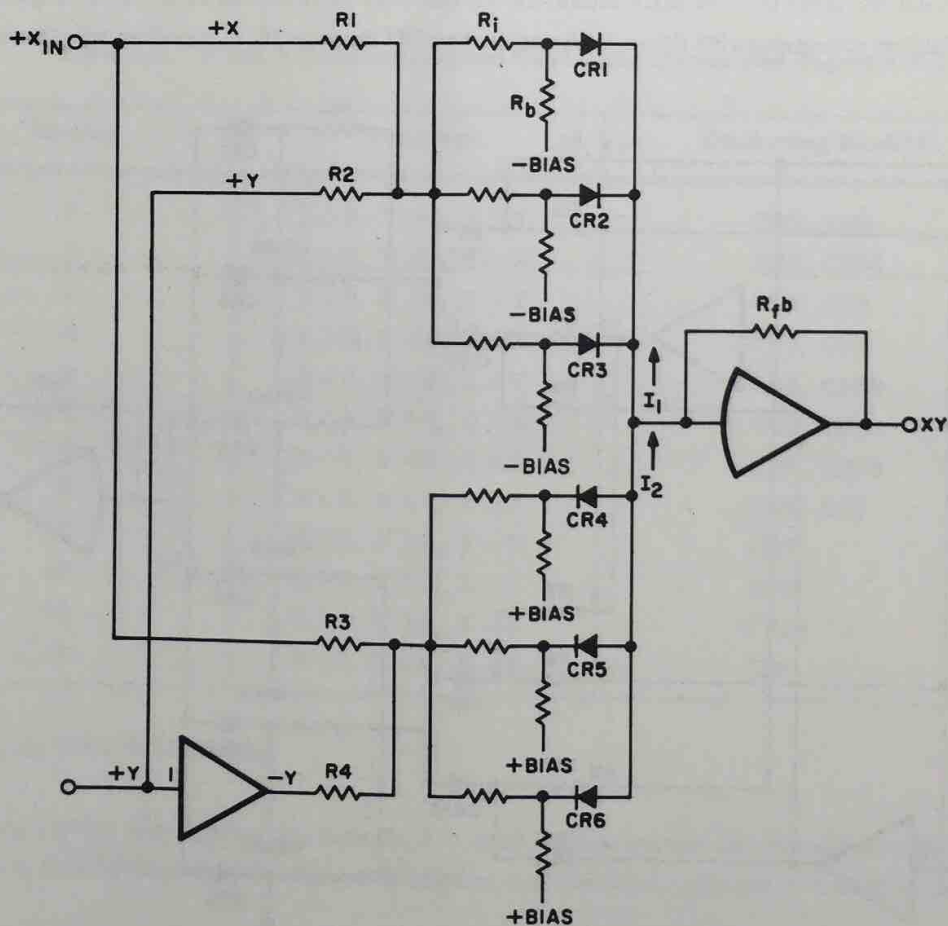 +X IN
+X
R1
Ri
CR1
Rb
-BIAS
+Y
R2
CR2
-BIAS
CR3
Rfb
I1
XY
-BIAS
I2
CR4
+BIAS
R3
CR5
+Y
1
-Y
R4
+BIAS
CR6
+BIAS